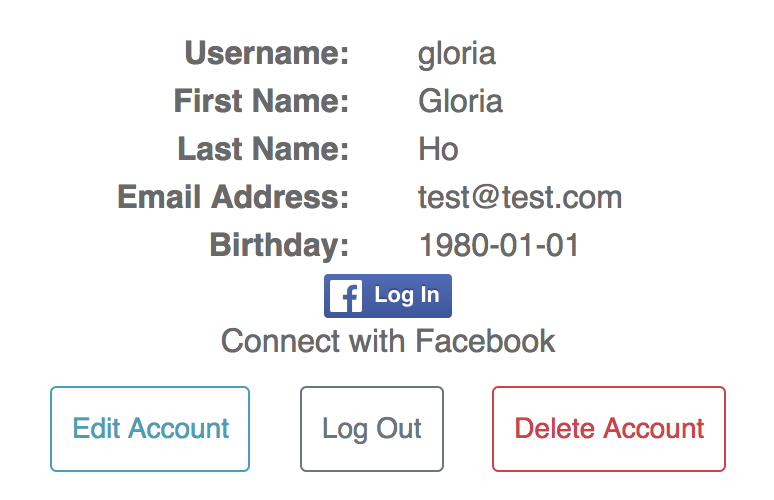 Username: gloria
First Name: Gloria
Last Name: Ho
Email Address: test@test.com
Birthday: 1980-01-01
f Log In
Connect with Facebook
Edit Account Log Out Delete Account